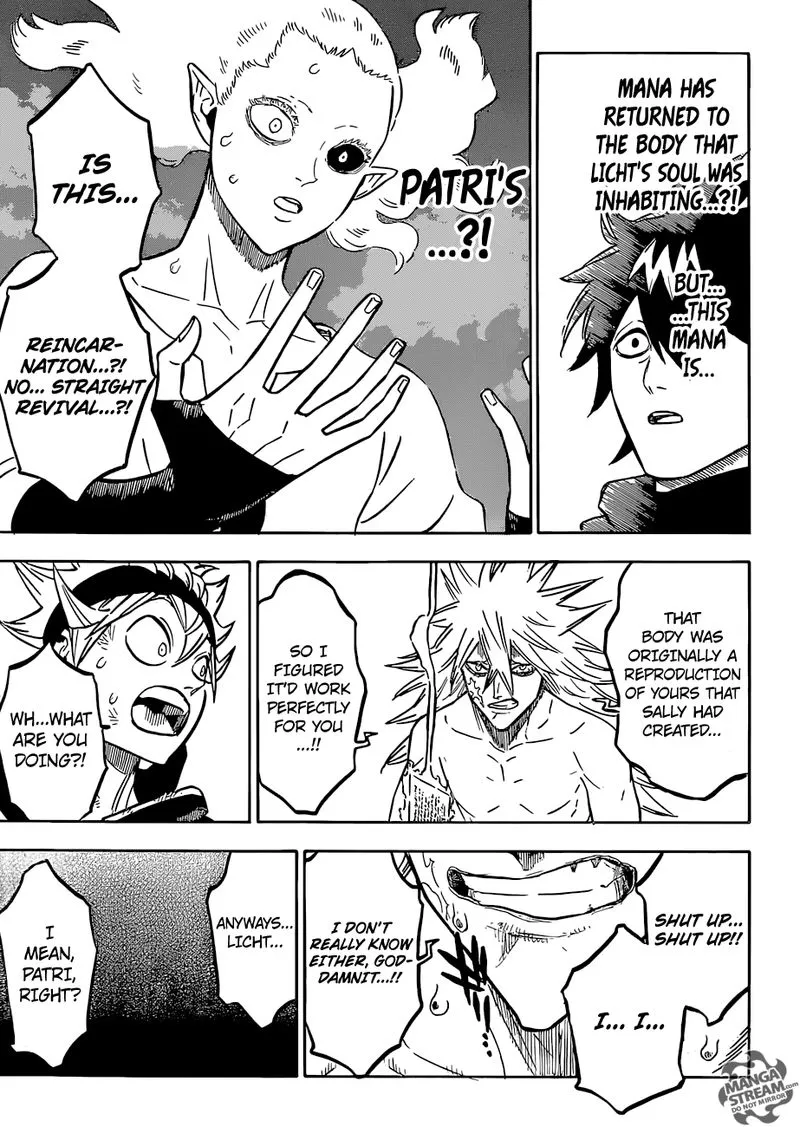 MANA HAS
RETURNED TO
THE BODY THAT
LICHT'S SOUL WAS
INHABITING...?!
BUT...
...THIS
MANA
IS...
PATRI'S
...?!
IS
THIS...
REINCAR-
NATION...?!
NO... STRAIGHT
REVIVAL...?!
THAT
BODY WAS
ORIGINALLY A
REPRODUCTION
OF YOURS THAT
SALLY HAD
CREATED...
SO I
FIGURED
IT'D WORK
PERFECTLY
FOR YOU
...!!
WH...WHAT
ARE YOU
DOING?!
SHUT UP...
SHUT UP!!
I... I...
I DON'T
REALLY KNOW
EITHER, GOD-
DAMNIT...!!
ANYWAYS...
LICHT...
I
MEAN,
PATRI,
RIGHT?
MANGA
STREAM.com
DO NOT MIRROR